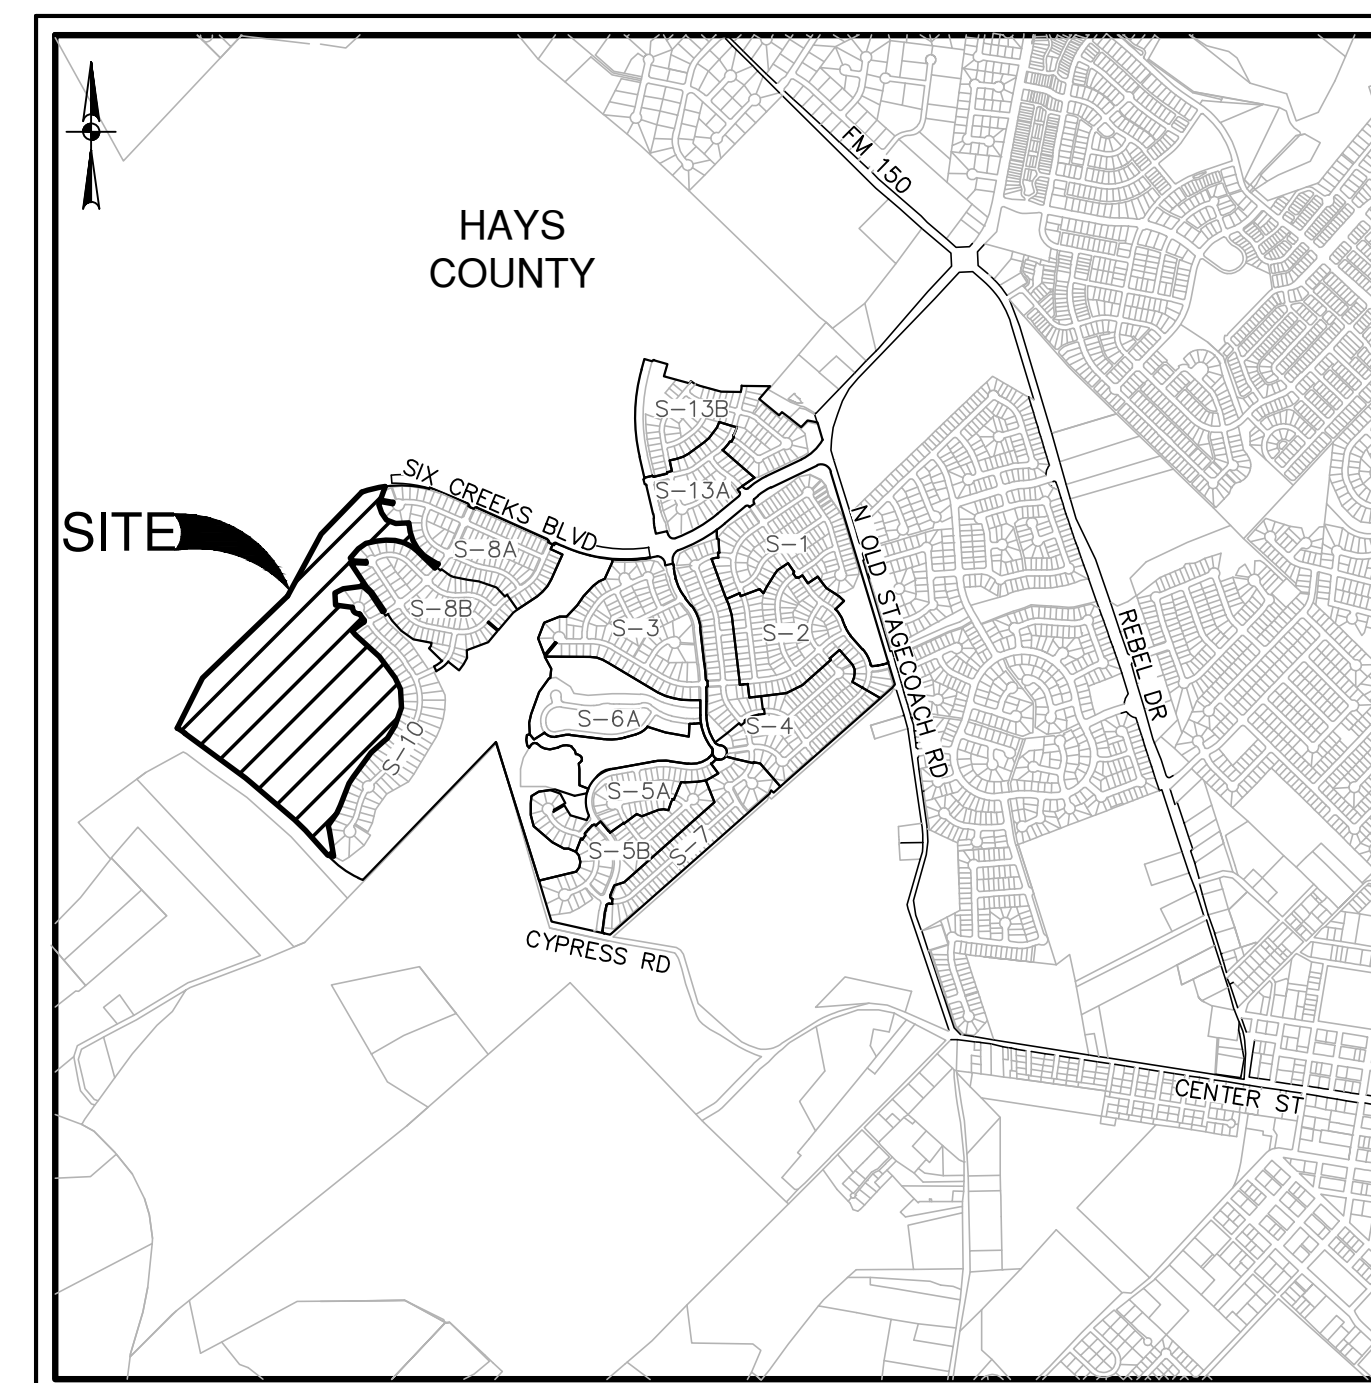 FM 150
HAYS
COUNTY
S-13B
SIX CREEKS BLVD
S-13A
SITE
S-8A
S-1
N OLD STAGECOACH RD
S-8B
S-3
S-2
REBEL DR
S-6A
S-4
S-10
S-5A
S-5B
S-7
CYPRESS RD
CENTER ST